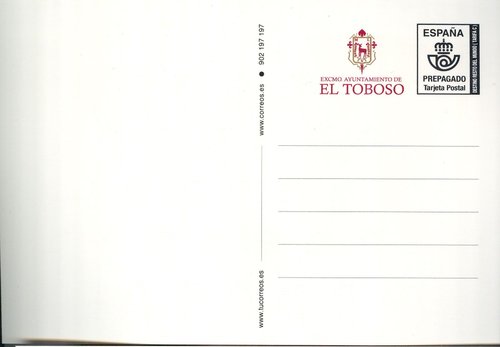 EXCMO AYUNTAMIENTO DE
EL TOBOSO
ESPAÑA
PREPAGADO
Tarjeta Postal
www.correos.es ● 902 197 197
www.tucorreos.es